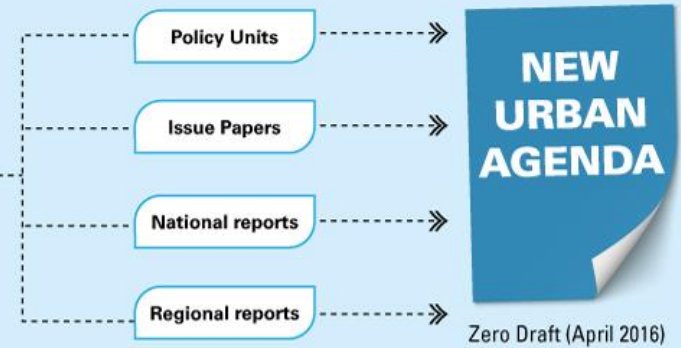 Policy Units
Issue Papers
National reports
Regional reports
NEW
URBAN
AGENDA
Zero Draft (April 2016)